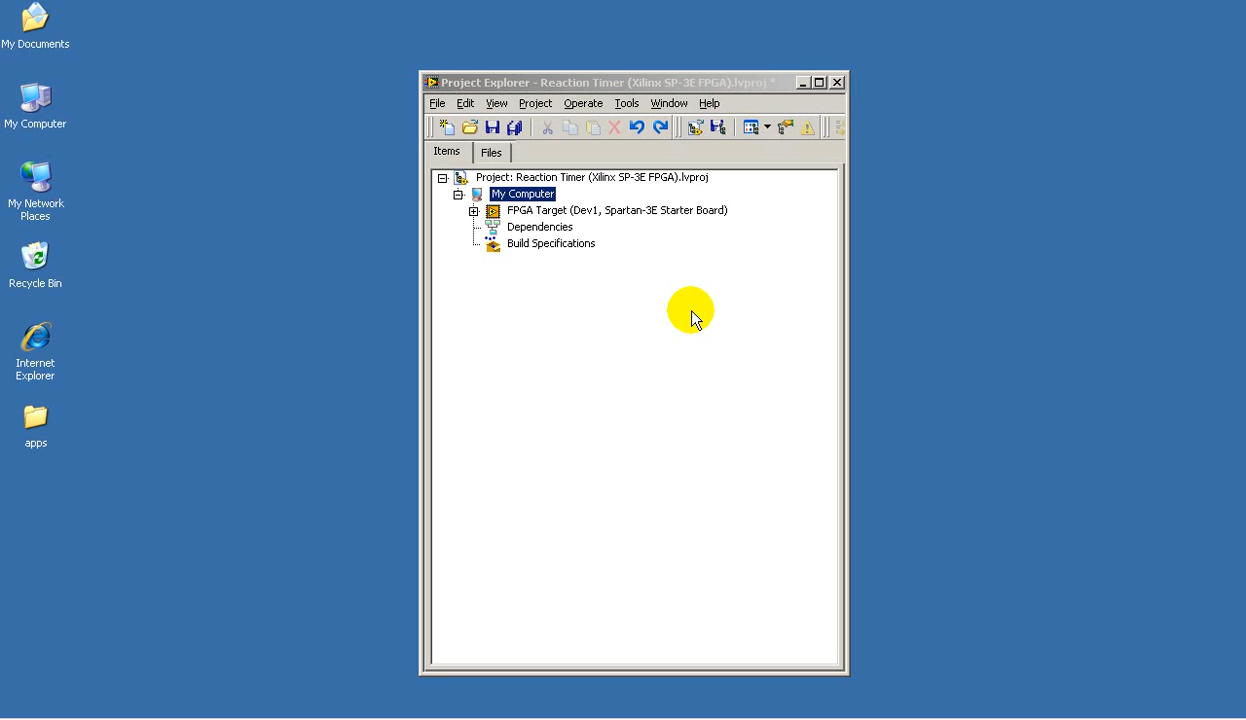 My Documents
My Computer
My Network
Places
Recycle Bin
Internet
Explorer
apps
Project Explorer - Reaction Timer (Xilinx SP-3E FPGA).lvproj *
File Edit View Project Operate Tools Window Help
Items Files
Project: Reaction Timer (Xilinx SP-3E FPGA).lvproj
My Computer
FPGA Target (Dev1, Spartan-3E Starter Board)
Dependencies
Build Specifications